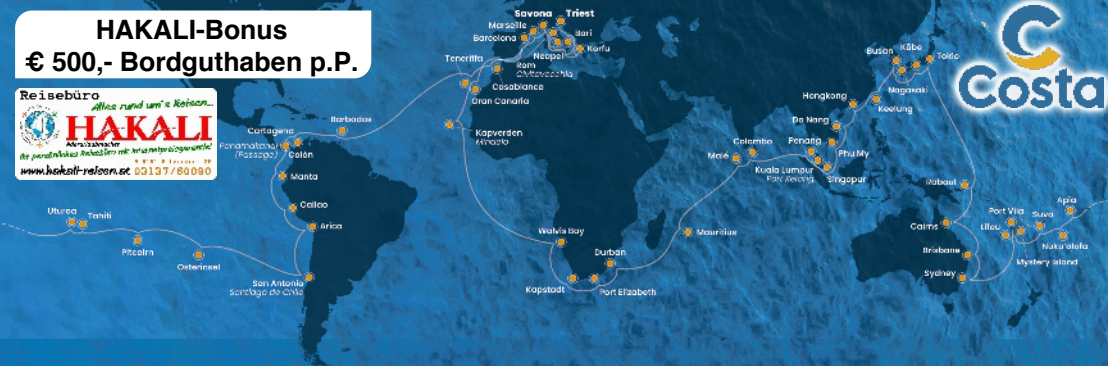 HAKALI-Bonus
€ 500,- Bordguthaben p.P.
Reisebüro
Alles rund um's Reisen...
HAKALI
www.hakali-reisen.at 03137/60090
Costa
Savona
Triest
Marseille
Bari
Barcelona
Neapel
Korfu
Teneriffa
Rom
Civitavecchia
Casablanca
Gran Canaria
Kapverden
Mindelo
Barbados
Cartagena
Panamakanal
(Passage)
Colón
Manta
Callao
Arica
San Antonio
Santiago de Chile
Uturoa
Tahiti
Pitcairn
Osterinsel
Walvis Bay
Durban
Kapstadt
Port Elizabeth
Mauritius
Malé
Colombo
Penang
Kuala Lumpur
Port Kelang
Singapur
Phu My
Da Nang
Hongkong
Keelung
Busan
Kobe
Tokio
Nagasaki
Rabaul
Cairns
Brisbane
Sydney
Port Vila
Lifou
Suva
Apia
Nuku'alofa
Mystery Island